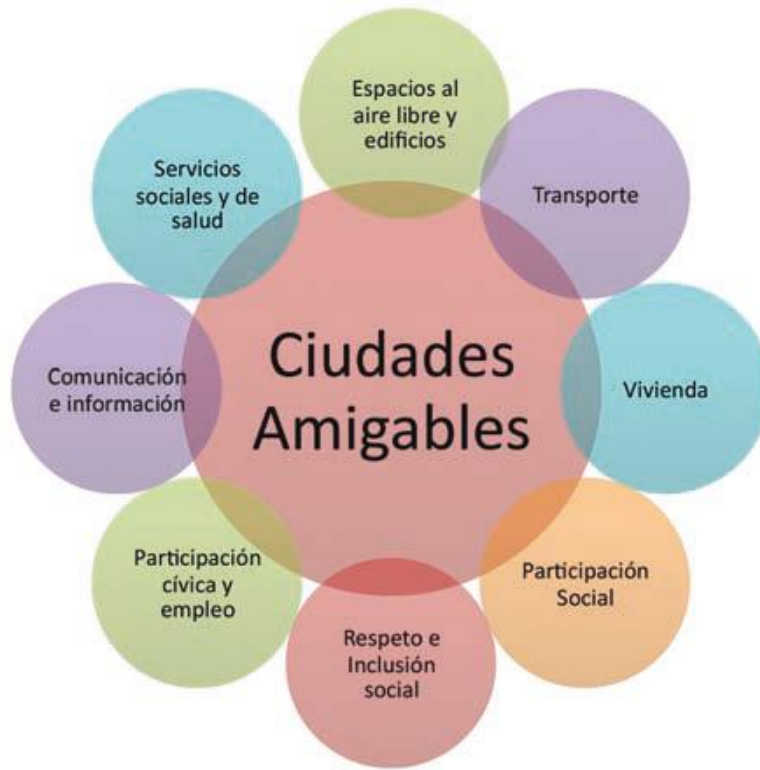 Espacios al
aire libre y
edificios
Transporte
Vivienda
Participación
Social
Respeto e
Inclusión
social
Participación
cívica y
empleo
Comunicación
e información
Servicios
sociales y de
salud
Ciudades
Amigables